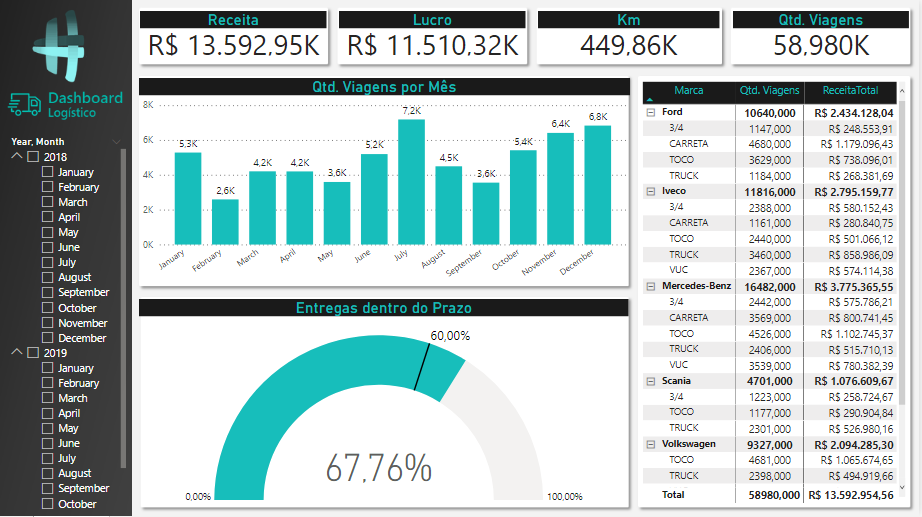 Dashboard
Logístico
Year, Month
2018
January
February
March
April
May
June
July
August
September
October
November
December
2019
January
February
March
April
May
June
July
August
September
October
Receita
R$ 13.592,95K
Lucro
R$ 11.510,32K
Km
449,86K
Qtd. Viagens
58,980K
Qtd. Viagens por Mês
8K
6K
4K
2K
0K
5,3K
2,6K
4,2K
4,2K
3,6K
5,2K
7,2K
4,5K
3,6K
5,4K
6,4K
6,8K
January
February
March
April
May
June
July
August
September
October
November
December
Entregas dentro do Prazo
60,00%
67,76%
0,00%
100,00%
Marca Qtd. Viagens ReceitaTotal
Ford 10640,000 R$ 2.434.128,04
3/4 1147,000 R$ 248.553,91
CARRETA 4680,000 R$ 1.179.096,43
TOCO 3629,000 R$ 738.096,01
TRUCK 1184,000 R$ 268.381,69
Iveco 11816,000 R$ 2.795.159,77
3/4 2388,000 R$ 580.152,43
CARRETA 1161,000 R$ 280.840,75
TOCO 2440,000 R$ 501.066,12
TRUCK 3460,000 R$ 858.986,09
VUC 2367,000 R$ 574.114,38
Mercedes-Benz 16482,000 R$ 3.775.365,55
3/4 2442,000 R$ 575.786,21
CARRETA 3569,000 R$ 800.741,45
TOCO 4526,000 R$ 1.102.745,37
TRUCK 2406,000 R$ 515.710,13
VUC 3539,000 R$ 780.382,39
Scania 4701,000 R$ 1.076.609,67
3/4 1223,000 R$ 258.724,67
TOCO 1177,000 R$ 290.904,84
TRUCK 2301,000 R$ 526.980,16
Volkswagen 9327,000 R$ 2.094.285,30
TOCO 4681,000 R$ 1.065.674,65
TRUCK 2398,000 R$ 494.919,66
Total 58980,000 R$ 13.592.954,56